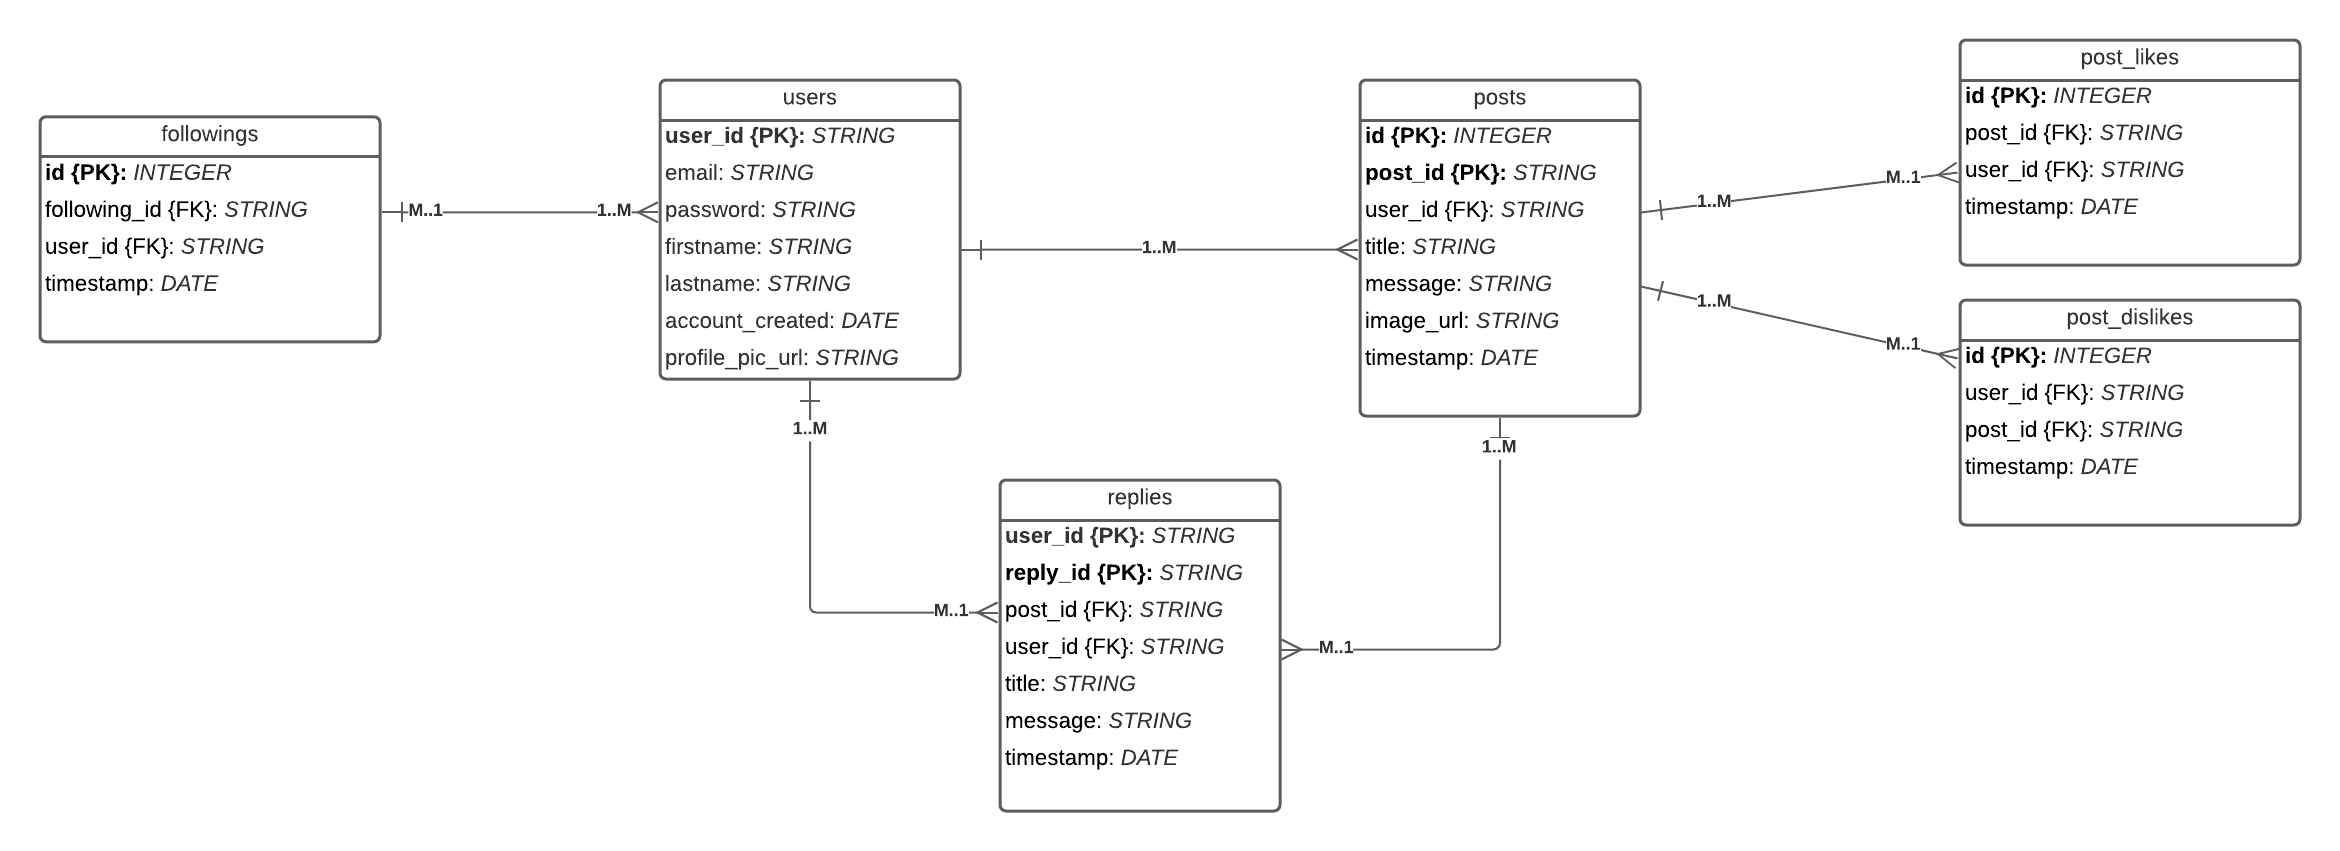 followings
id {PK}: INTEGER
following_id {FK}: STRING
user_id {FK}: STRING
timestamp: DATE
M..1
1..M
users
user_id {PK}: STRING
email: STRING
password: STRING
firstname: STRING
lastname: STRING
account_created: DATE
profile_pic_url: STRING
1..M
posts
id {PK}: INTEGER
post_id {PK}: STRING
user_id {FK}: STRING
title: STRING
message: STRING
image_url: STRING
timestamp: DATE
1..M
M..1
1..M
M..1
post_likes
id {PK}: INTEGER
post_id {FK}: STRING
user_id {FK}: STRING
timestamp: DATE
post_dislikes
id {PK}: INTEGER
user_id {FK}: STRING
post_id {FK}: STRING
timestamp: DATE
1..M
M..1
1..M
M..1
replies
user_id {PK}: STRING
reply_id {PK}: STRING
post_id {FK}: STRING
user_id {FK}: STRING
title: STRING
message: STRING
timestamp: DATE